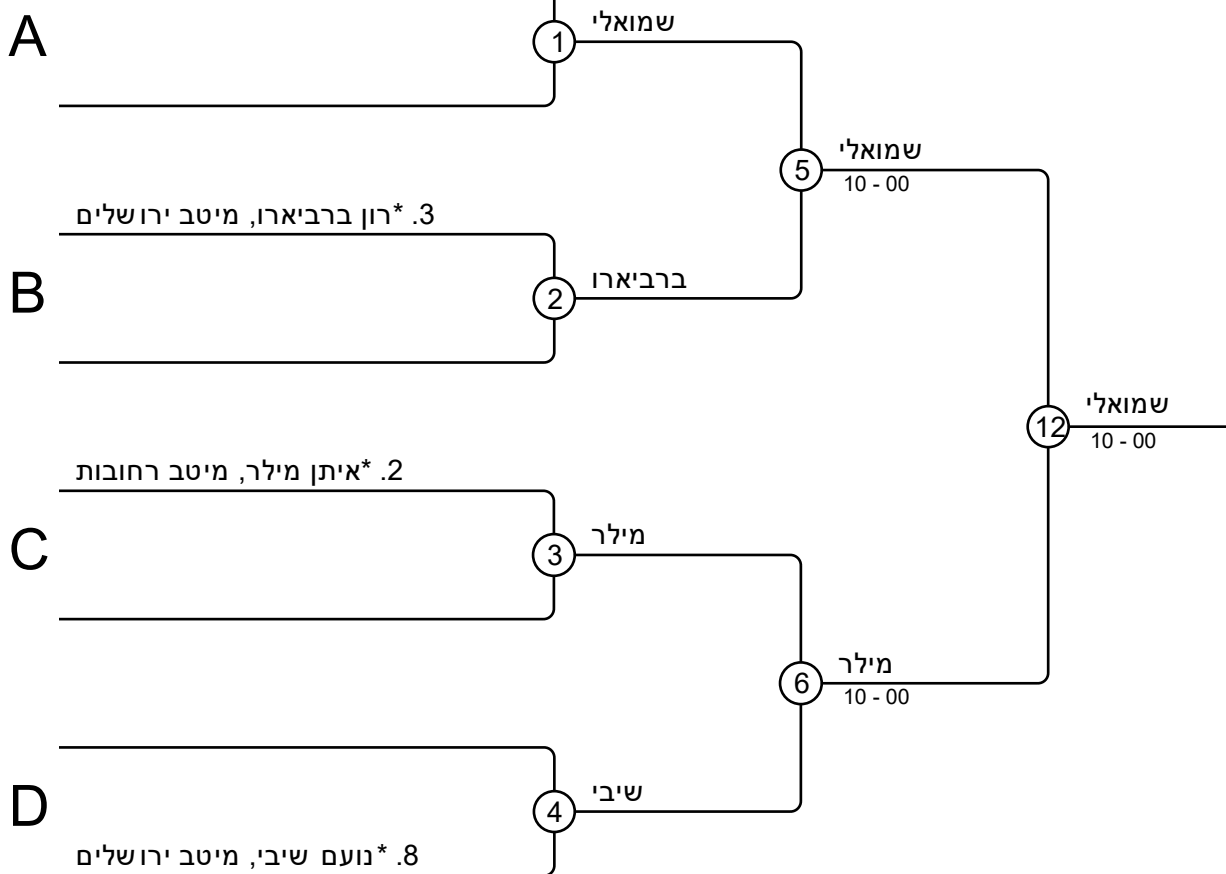 A
1
שמואלי
5
שמואלי
10 - 00
3. *רון ברביארו, מיטב ירושלים
B
2
ברביארו
12
שמואלי
10 - 00
2. *איתן מילר, מיטב רחובות
C
3
מילר
6
מילר
10 - 00
D
4
שיבי
8. *נועם שיבי, מיטב ירושלים